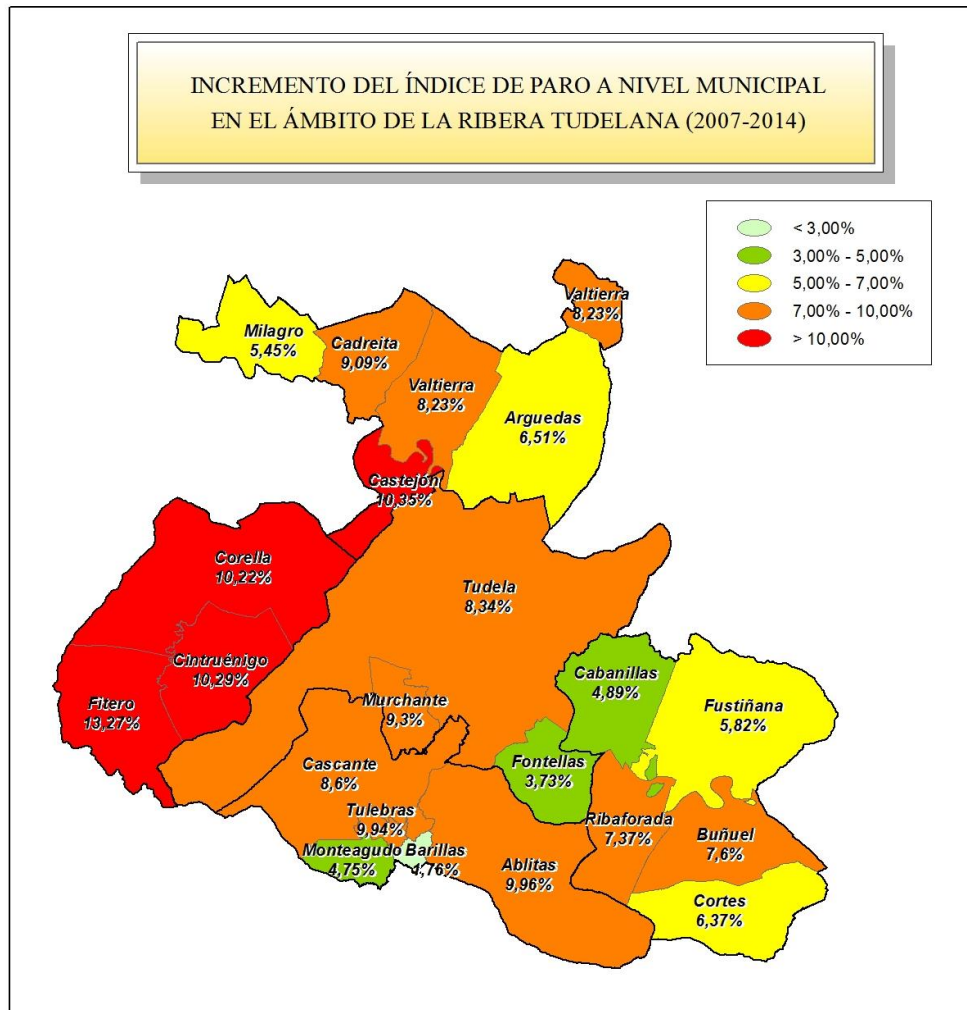 INCREMENTO DEL ÍNDICE DE PARO A NIVEL MUNICIPAL
EN EL ÁMBITO DE LA RIBERA TUDELANA (2007-2014)
< 3,00%
3,00% - 5,00%
5,00% - 7,00%
7,00% - 10,00%
> 10,00%
Valtierra
8,23%
Milagro
5,45%
Cadreita
9,09%
Valtierra
8,23%
Arguedas
6,51%
Castejón
10,35%
Corella
10,22%
Tudela
8,34%
Cintruénigo
10,29%
Cabanillas
4,89%
Fitero
13,27%
Murchante
9,3%
Fustiñana
5,82%
Cascante
8,6%
Fontellas
3,73%
Tulebras
9,94%
Ribaforada
7,37%
Buñuel
7,6%
Monteagudo
4,75%
Barillas
Ablitas
9,96%
Cortes
6,37%